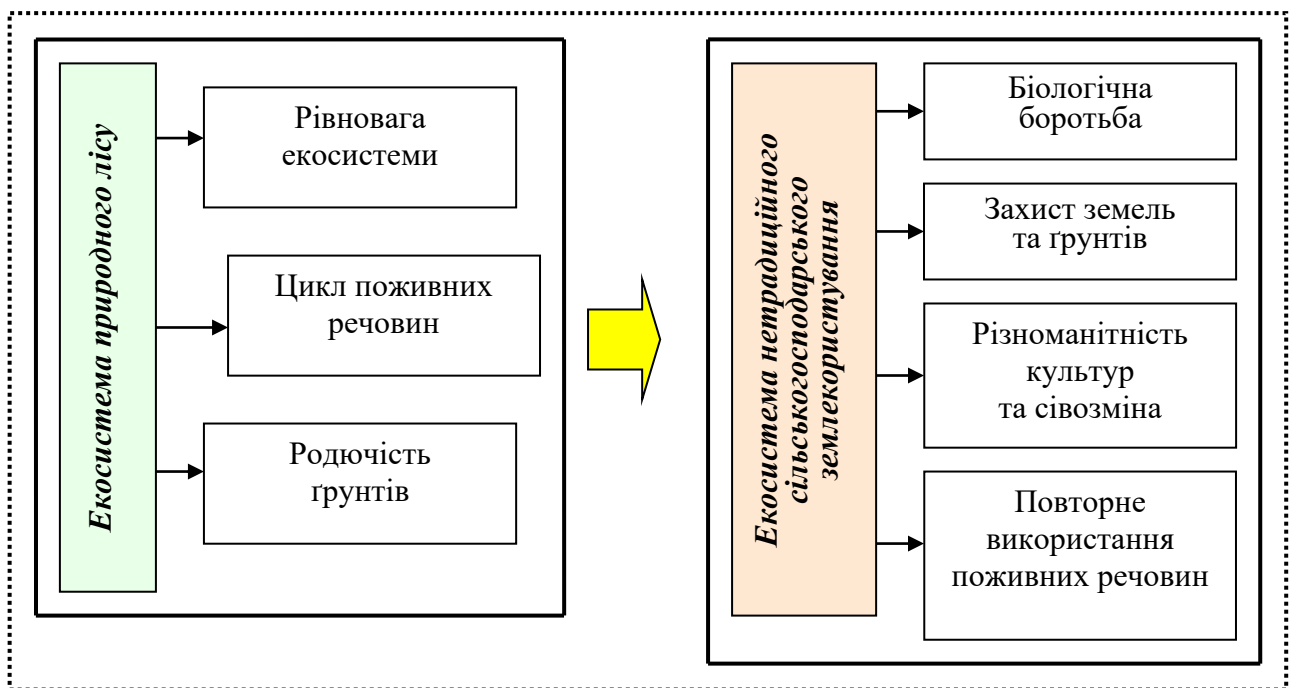 Екосистема природного лісу
Рівновага
екосистеми
Цикл поживних
речовин
Родючість
ґрунтів
Екосистема нетрадиційного
сільськогосподарського
землекористування
Біологічна
боротьба
Захист земель
та ґрунтів
Різноманітність
культур
та сівозміна
Повторне
використання
поживних речовин